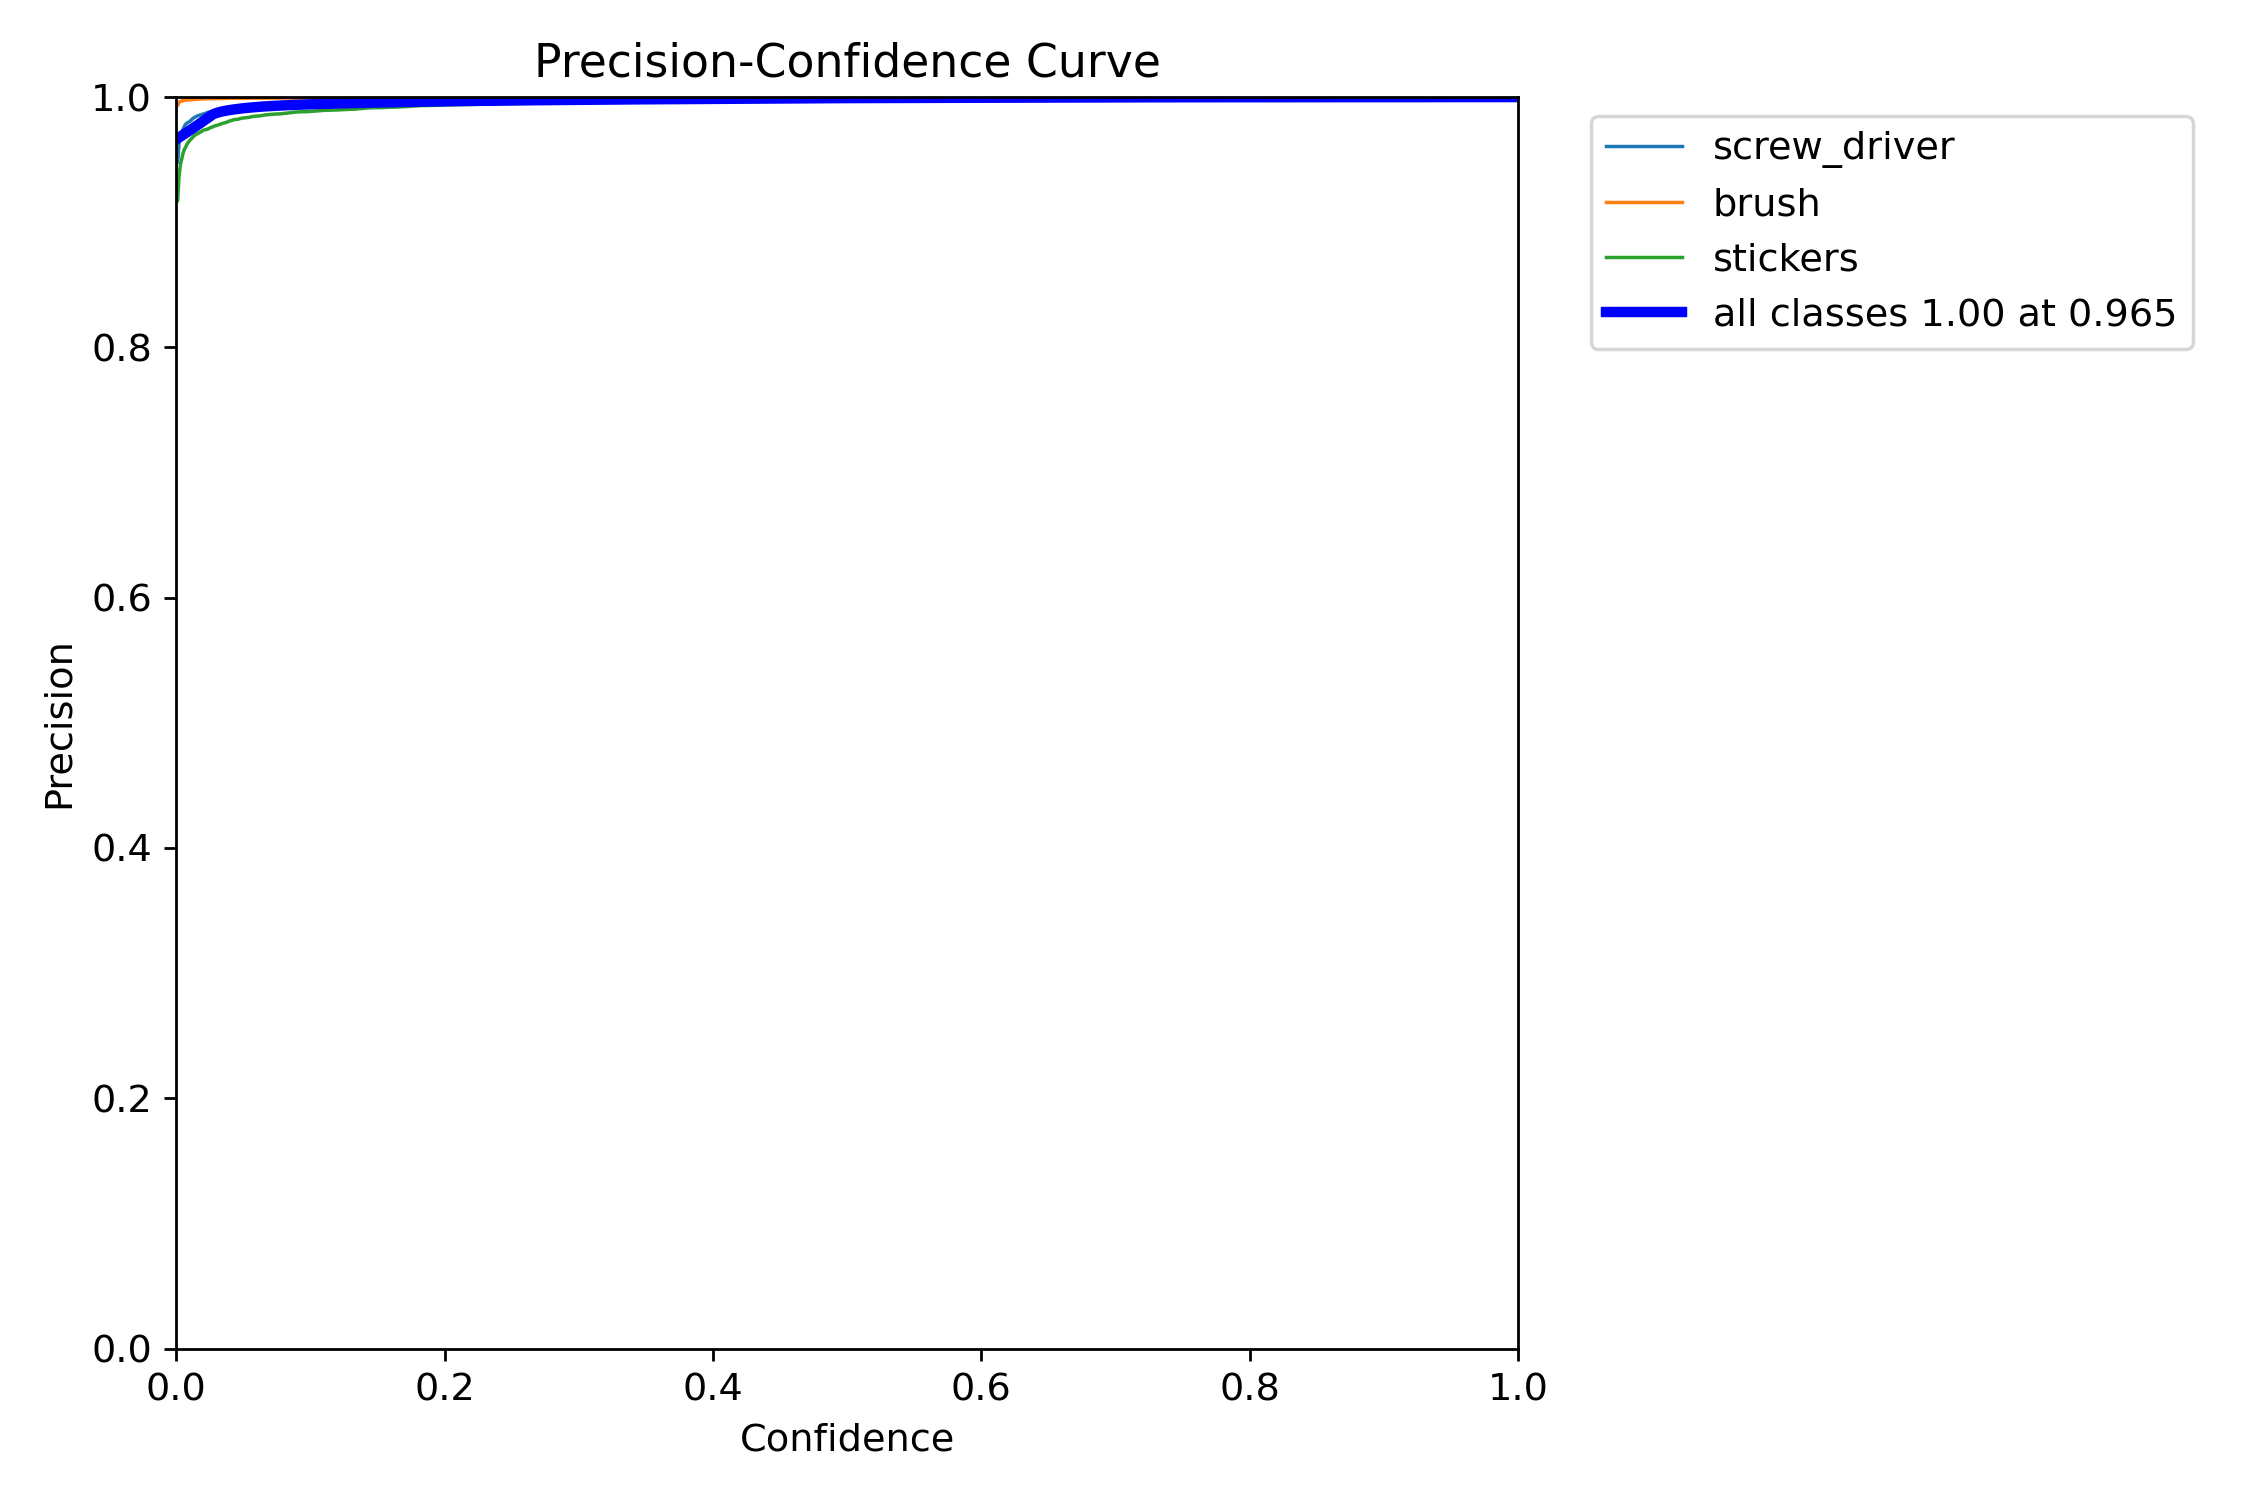 Precision-Confidence Curve
1.0
0.8
0.6
0.4
0.2
0.0
Precision
0.0 0.2 0.4 0.6 0.8 1.0
Confidence
screw_driver
brush
stickers
all classes 1.00 at 0.965